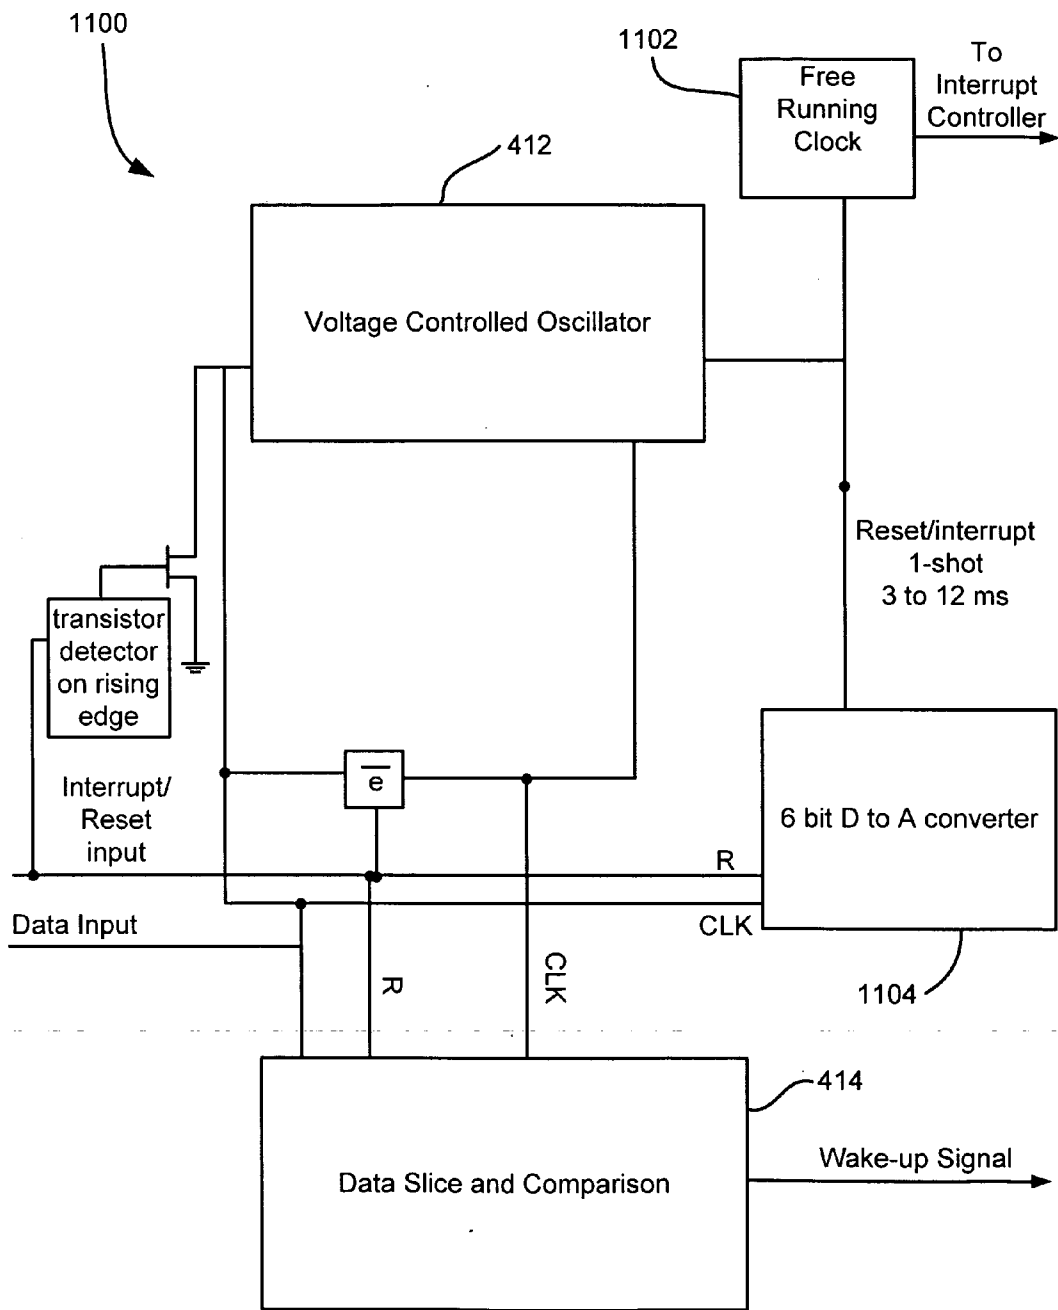 1100
1102
Free
Running
Clock
To
Interrupt
Controller
412
Voltage Controlled Oscillator
Reset/interrupt
1-shot
3 to 12 ms
transistor
detector
on rising
edge
e
Interrupt/
Reset
input
6 bit D to A converter
R
CLK
Data Input
R
CLK
1104
414
Data Slice and Comparison
Wake-up Signal